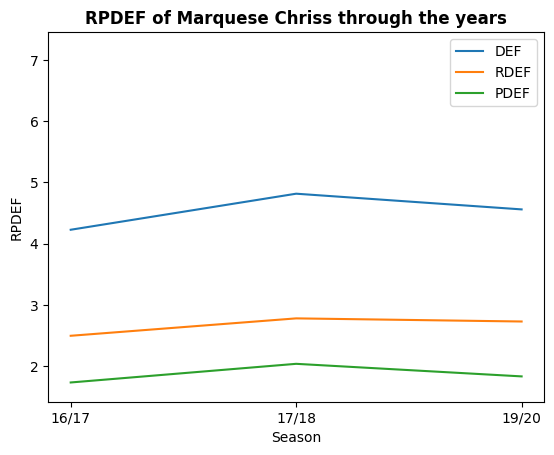 RPDEF of Marquese Chriss through the years
DEF
RDEF
PDEF
7
6
5
4
3
2
RPDEF
16/17
17/18
19/20
Season